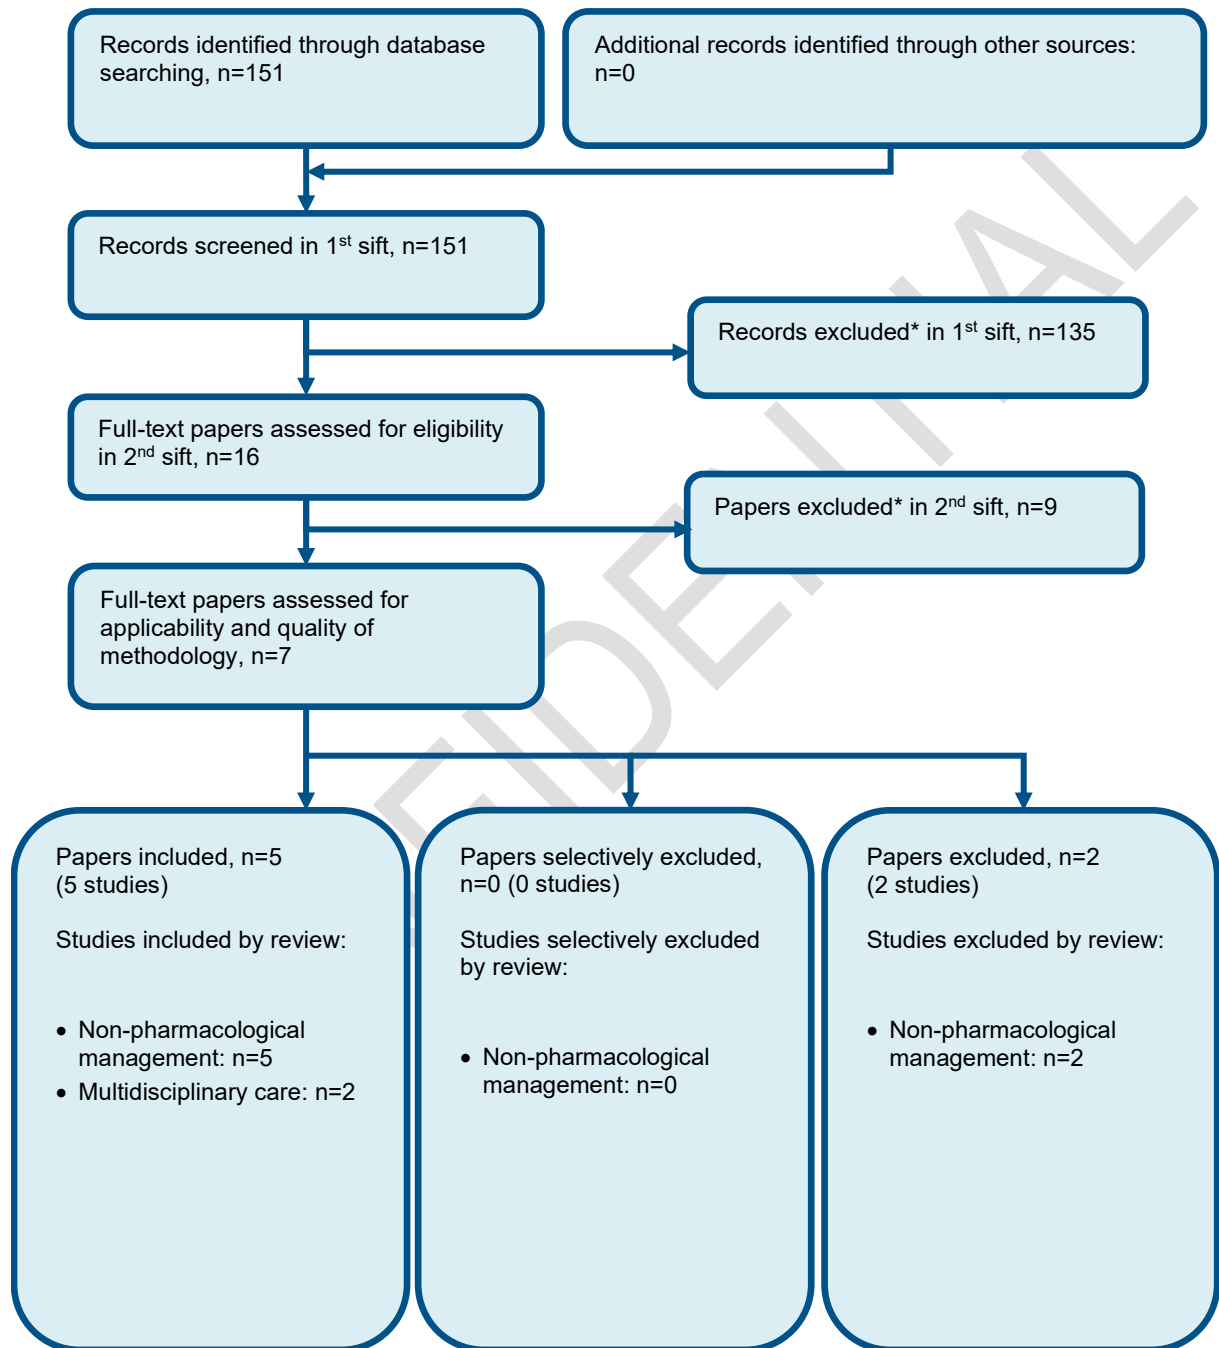 Records identified through database
searching, n=151
Additional records identified through other sources:
n=0
Records screened in 1st sift, n=151
Records excluded* in 1st sift, n=135
Full-text papers assessed for eligibility
in 2nd sift, n=16
Papers excluded* in 2nd sift, n=9
Full-text papers assessed for
applicability and quality of
methodology, n=7
Papers included, n=5
(5 studies)
Studies included by review:
• Non-pharmacological
management: n=5
• Multidisciplinary care: n=2
Papers selectively excluded,
n=0 (0 studies)
Studies selectively excluded
by review:
• Non-pharmacological
management: n=0
Papers excluded, n=2
(2 studies)
Studies excluded by review:
• Non-pharmacological
management: n=2
FIDENTIAL